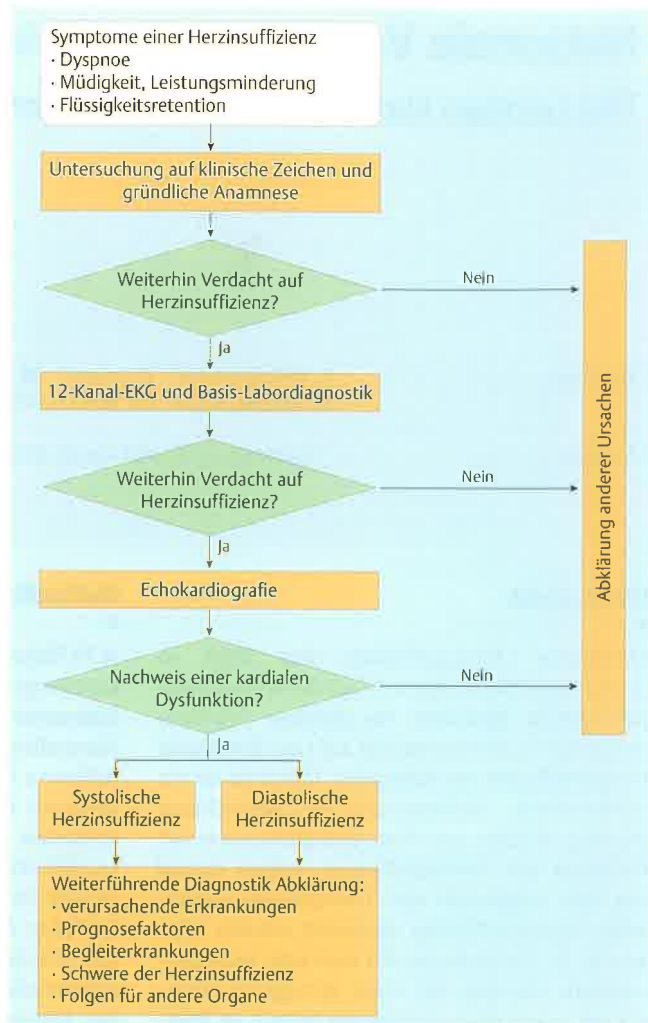 Symptome einer Herzinsuffizienz
· Dyspnoe
· Müdigkeit, Leistungsminderung
· Flüssigkeitsretention
Untersuchung auf klinische Zeichen und
gründliche Anamnese
Weiterhin Verdacht auf
Herzinsuffizienz?
Nein
Ja
12-Kanal-EKG und Basis-Labordiagnostik
Weiterhin Verdacht auf
Herzinsuffizienz?
Nein
Ja
Echokardiografie
Nachweis einer kardialen
Dysfunktion?
Nein
Ja
Abklärung anderer Ursachen
Systolische
Herzinsuffizienz
Diastolische
Herzinsuffizienz
Weiterführende Diagnostik Abklärung:
· verursachende Erkrankungen
· Prognosefaktoren
· Begleiterkrankungen
· Schwere der Herzinsuffizienz
· Folgen für andere Organe